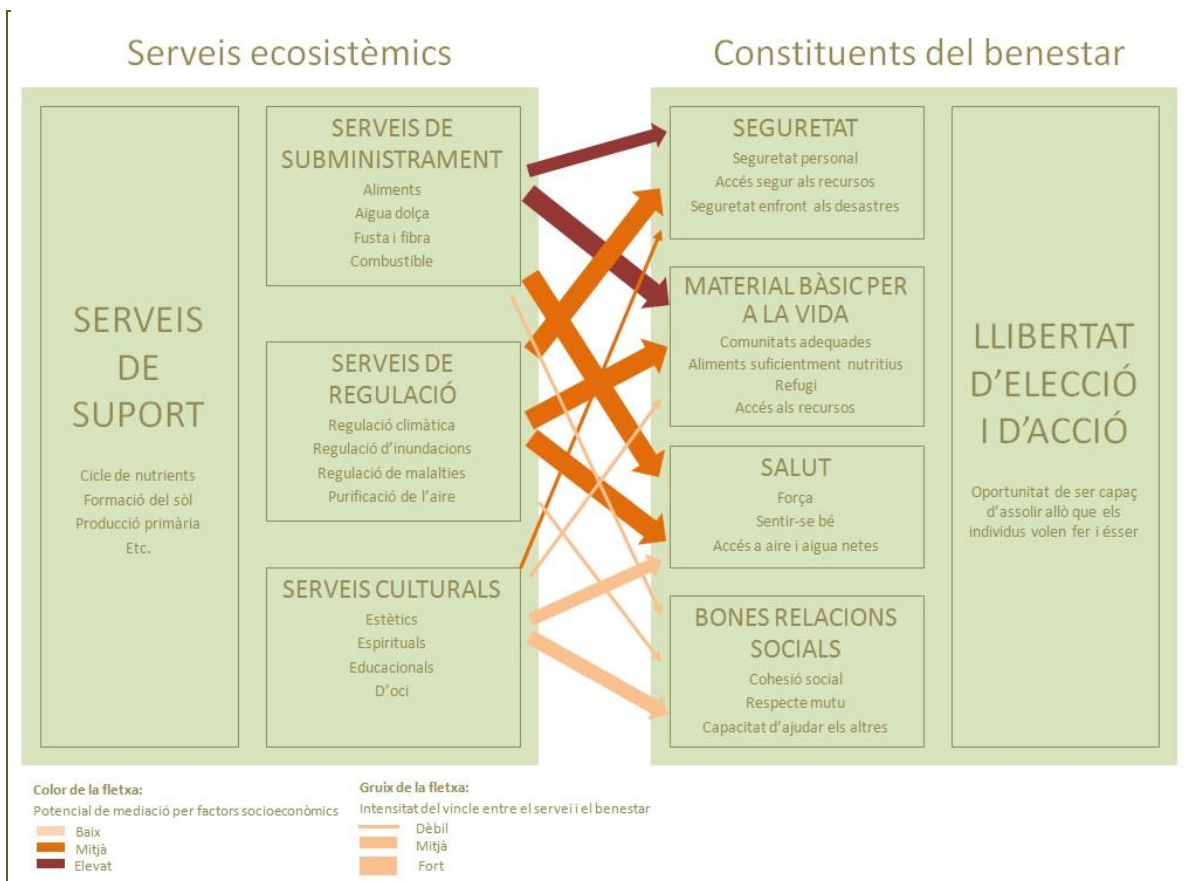 Serveis ecosistèmics
Constituents del benestar
SERVEIS
DE
SUPORT
Cicle de nutrients
Formació del sòl
Producció primària
Etc.
SERVEIS DE
SUBMINISTRAMENT
Aliments
Aigua dolça
Fusta i fibra
Combustible
SERVEIS DE
REGULACIÓ
Regulació climàtica
Regulació d'inundacions
Regulació de malalties
Purificació de l'aire
SERVEIS CULTURALS
Estètics
Espirituals
Educacionals
D'oci
SEGURETAT
Seguretat personal
Accés segur als recursos
Seguretat enfront als desastres
MATERIAL BÀSIC PER
A LA VIDA
Comunitats adequades
Aliments suficientment nutritius
Refugi
Accés als recursos
SALUT
Força
Sentir-se bé
Accés a aire i aigua netes
BONES RELACIONS
SOCIALS
Cohesió social
Respecte mutu
Capacitat d'ajudar els altres
LLIBERTAT
D'ELECCIÓ
I D'ACCIÓ
Oportunitat de ser capaç
d'assolir allò que els
individus volen fer i ésser
Color de la fletxa:
Potencial de mediació per factors socioeconòmics
Baix
Mitjà
Elevat
Gruix de la fletxa:
Intensitat del vincle entre el servei i el benestar
Dèbil
Mitjà
Fort